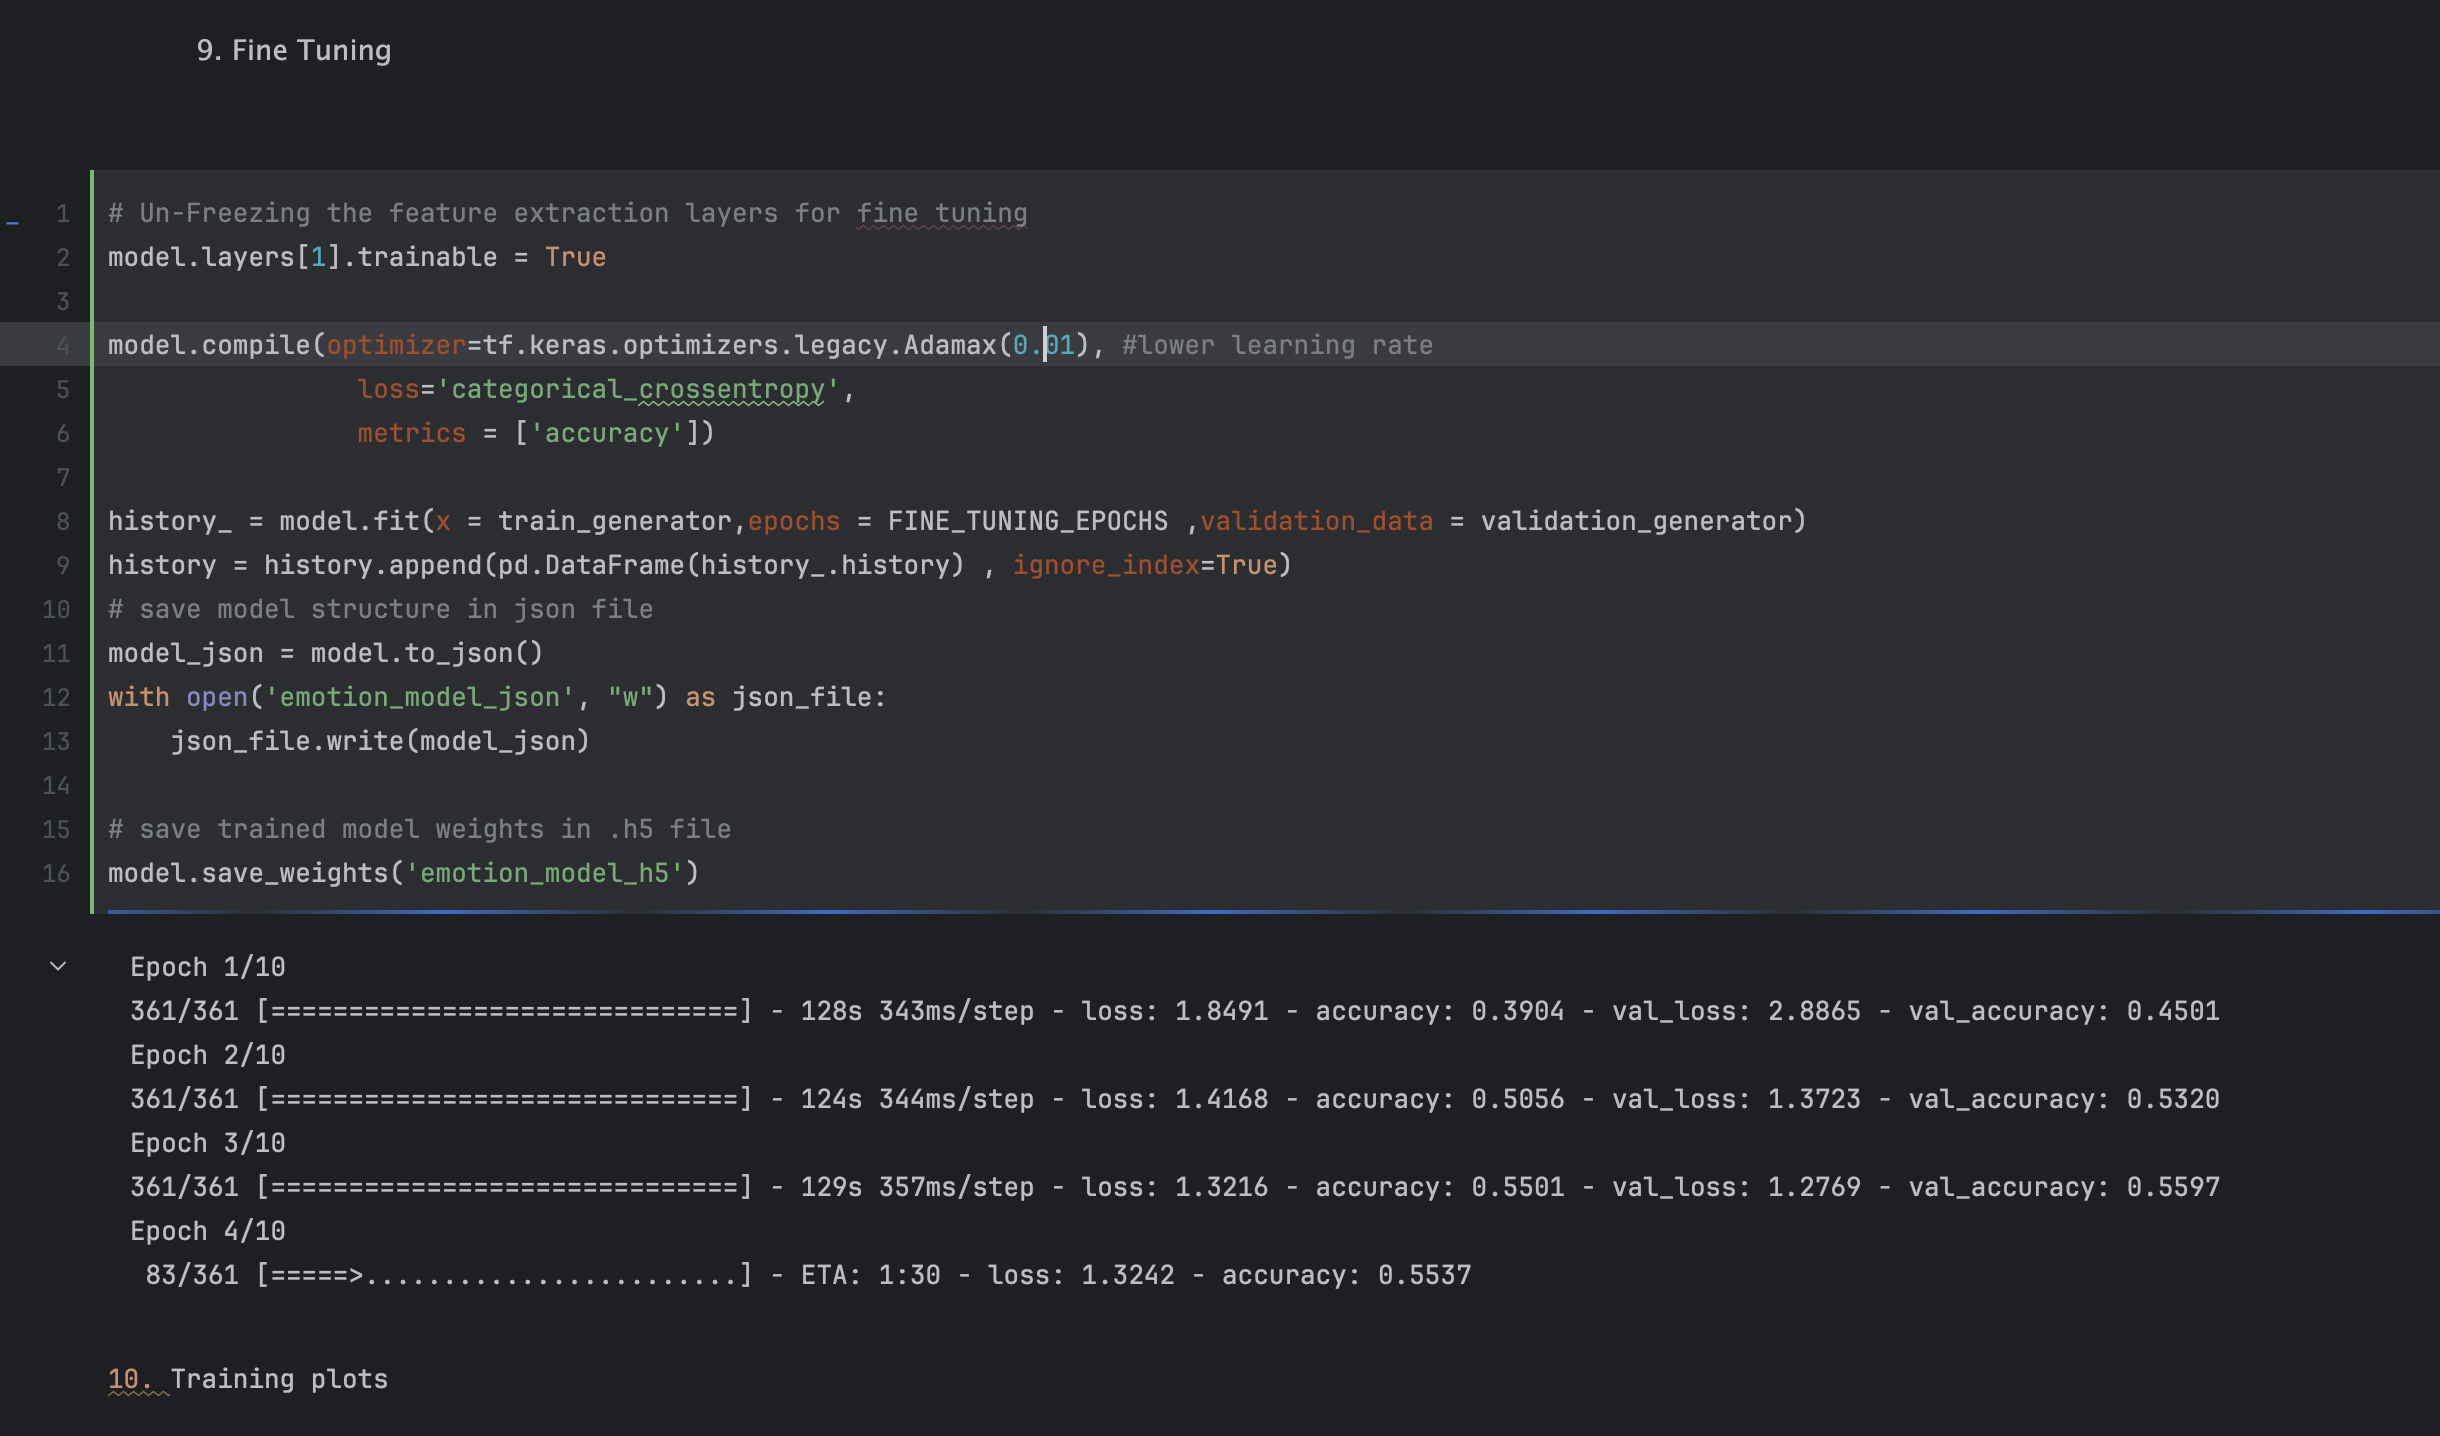 9. Fine Tuning
1 # Un-Freezing the feature extraction layers for fine tuning
2 model.layers[1].trainable = True
3
4 model.compile(optimizer=tf.keras.optimizers.legacy.Adamax(0.01), #lower learning rate
5                 loss='categorical_crossentropy',
6                 metrics = ['accuracy'])
7
8 history_ = model.fit(x = train_generator,epochs = FINE_TUNING_EPOCHS ,validation_data = validation_generator)
9 history = history.append(pd.DataFrame(history_.history) , ignore_index=True)
10 # save model structure in json file
11 model_json = model.to_json()
12 with open('emotion_model_json', "w") as json_file:
13     json_file.write(model_json)
14
15 # save trained model weights in .h5 file
16 model.save_weights('emotion_model_h5')
Epoch 1/10
361/361 [==============================] - 128s 343ms/step - loss: 1.8491 - accuracy: 0.3904 - val_loss: 2.8865 - val_accuracy: 0.4501
Epoch 2/10
361/361 [==============================] - 124s 344ms/step - loss: 1.4168 - accuracy: 0.5056 - val_loss: 1.3723 - val_accuracy: 0.5320
Epoch 3/10
361/361 [==============================] - 129s 357ms/step - loss: 1.3216 - accuracy: 0.5501 - val_loss: 1.2769 - val_accuracy: 0.5597
Epoch 4/10
 83/361 [=====>........................] - ETA: 1:30 - loss: 1.3242 - accuracy: 0.5537
10. Training plots